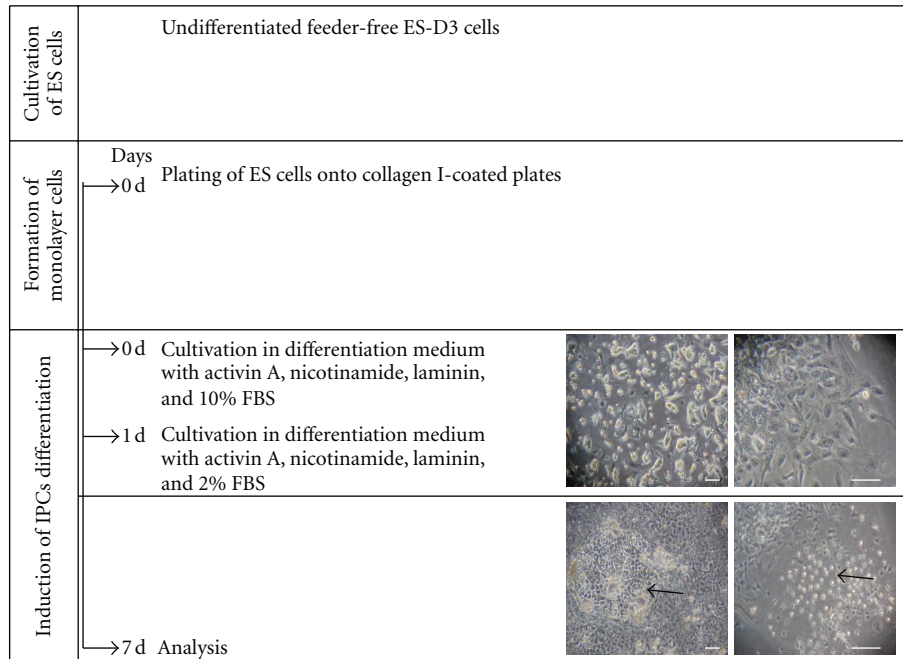 Cultivation
of ES cells
Undifferentiated feeder-free ES-D3 cells
Formation of
monolayer cells
Days
0 d Plating of ES cells onto collagen I-coated plates
Induction of IPCs differentiation
0 d Cultivation in differentiation medium
with activin A, nicotinamide, laminin,
and 10% FBS
1 d Cultivation in differentiation medium
with activin A, nicotinamide, laminin,
and 2% FBS
7 d Analysis